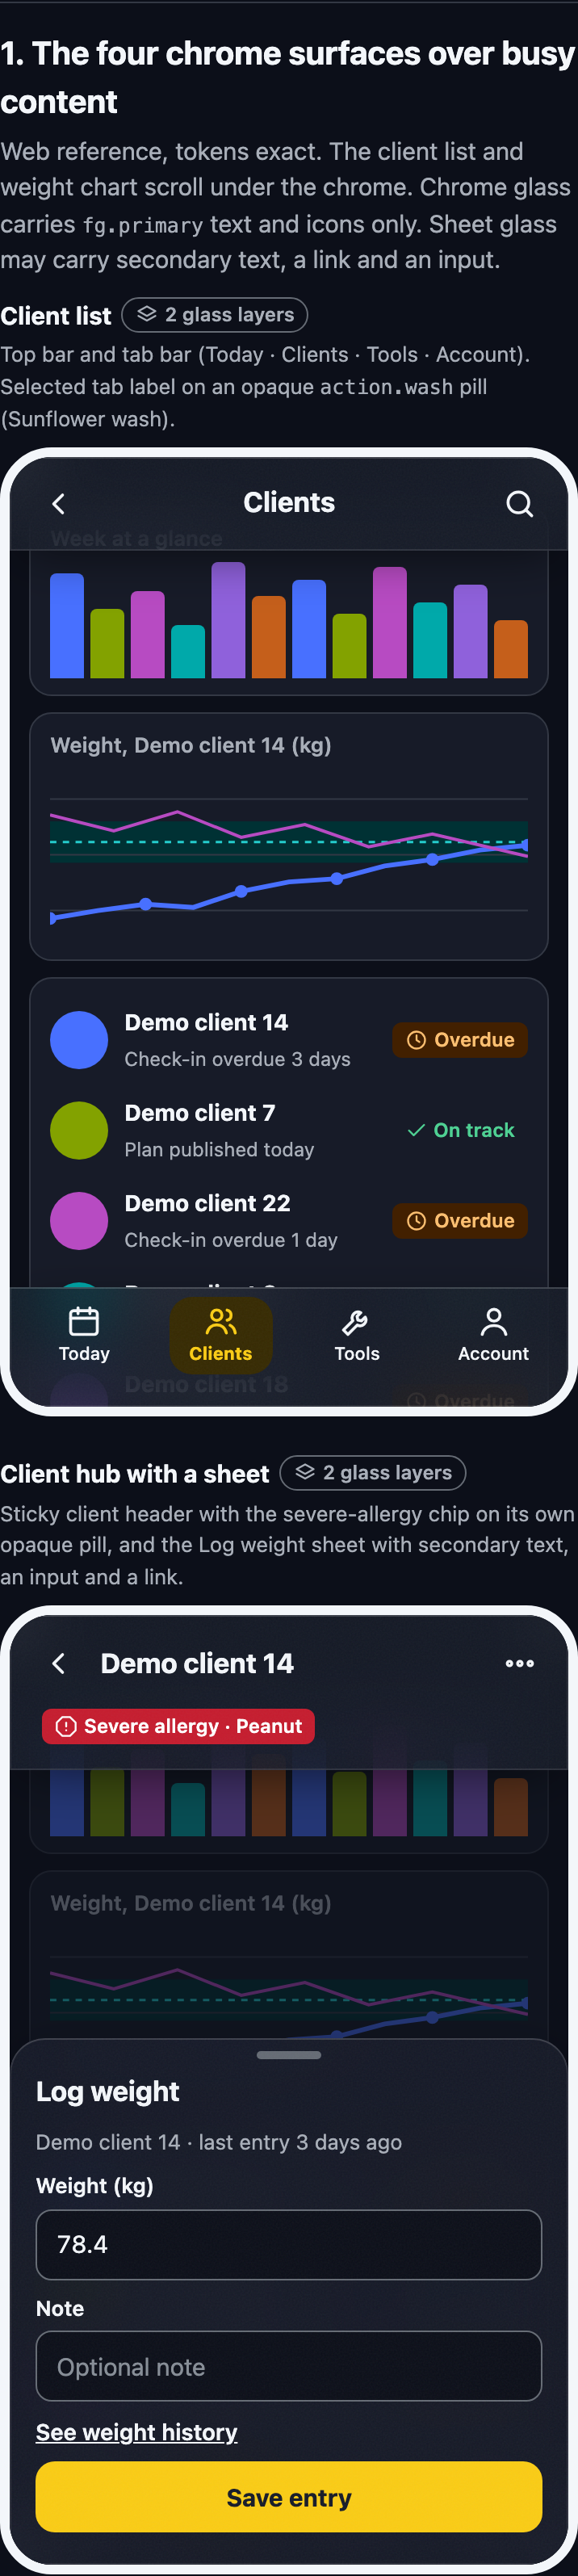 1. The four chrome surfaces over busy
content
Web reference, tokens exact. The client list and
weight chart scroll under the chrome. Chrome glass
carries fg.primary text and icons only. Sheet glass
may carry secondary text, a link and an input.
Client list 2 glass layers
Top bar and tab bar (Today · Clients · Tools · Account).
Selected tab label on an opaque action.wash pill
(Sunflower wash).
Clients
Week at a glance
Weight, Demo client 14 (kg)
Demo client 14
Check-in overdue 3 days
Overdue
Demo client 7
Plan published today
On track
Demo client 22
Check-in overdue 1 day
Overdue
Today Clients Tools Account
Demo client 18
Overdue
Client hub with a sheet 2 glass layers
Sticky client header with the severe-allergy chip on its own
opaque pill, and the Log weight sheet with secondary text,
an input and a link.
Demo client 14
Severe allergy · Peanut
Weight, Demo client 14 (kg)
Log weight
Demo client 14 · last entry 3 days ago
Weight (kg)
78.4
Note
Optional note
See weight history
Save entry